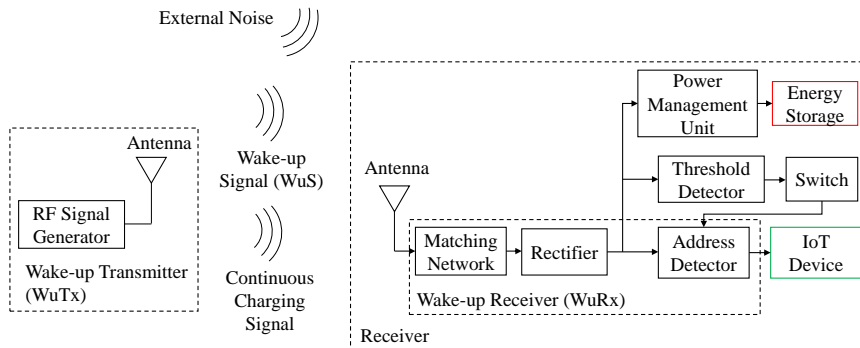 External Noise
Antenna
RF Signal
Generator
Wake-up Transmitter
(WuTx)
Wake-up
Signal (WuS)
Continuous
Charging
Signal
Antenna
Matching
Network
Rectifier
Power
Management
Unit
Energy
Storage
Threshold
Detector
Switch
Address
Detector
IoT
Device
Wake-up Receiver (WuRx)
Receiver